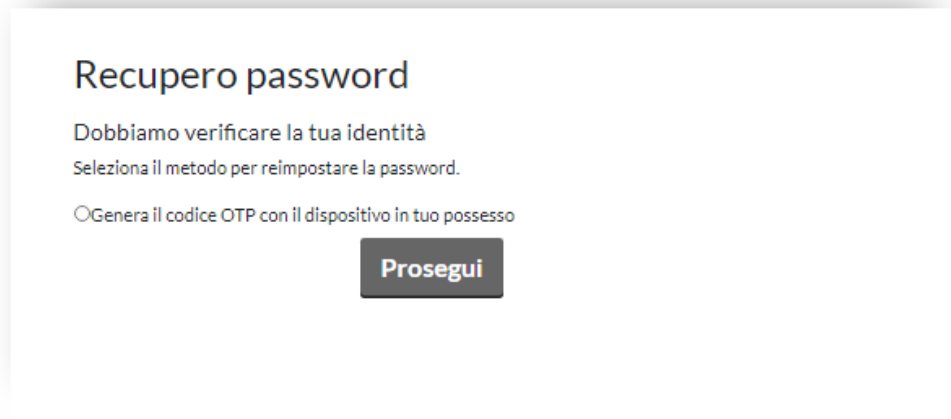 Recupero password
Dobbiamo verificare la tua identità
Seleziona il metodo per reimpostare la password.
Genera il codice OTP con il dispositivo in tuo possesso
Prosegui